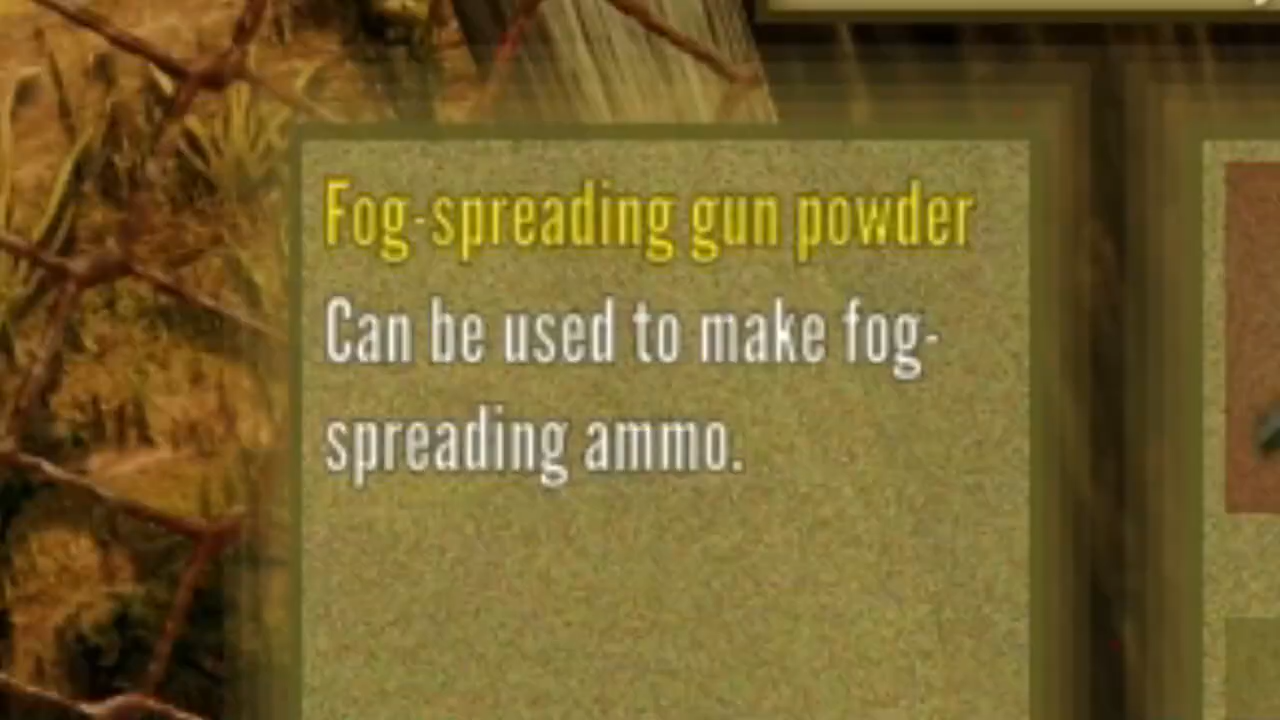 Fog-spreading gun powder
Can be used to make fog-
spreading ammo.